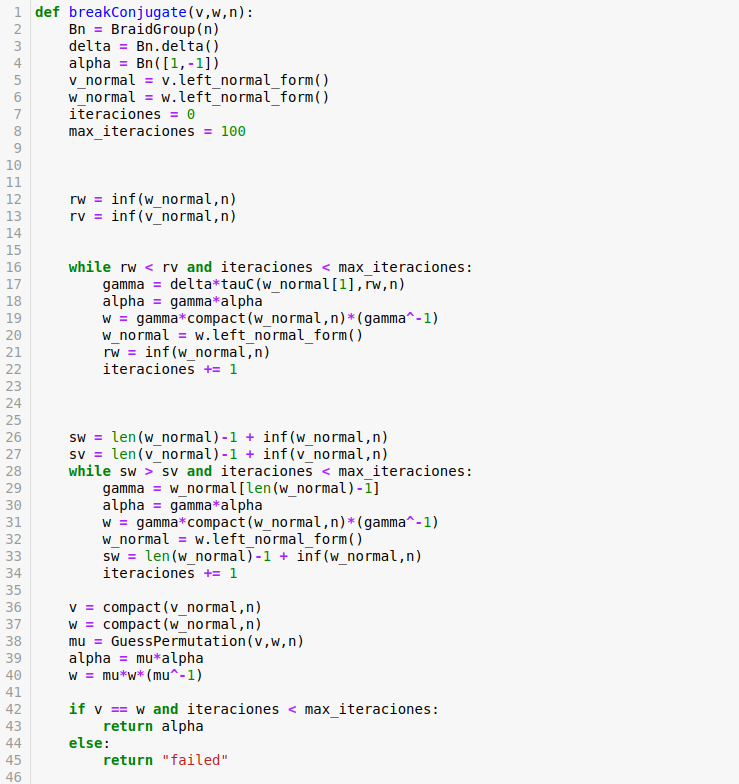 1 def breakConjugate(v,w,n):
2     Bn = BraidGroup(n)
3     delta = Bn.delta()
4     alpha = Bn([1,-1])
5     v_normal = v.left_normal_form()
6     w_normal = w.left_normal_form()
7     iteraciones = 0
8     max_iteraciones = 100
9
10
11
12     rw = inf(w_normal,n)
13     rv = inf(v_normal,n)
14
15
16     while rw < rv and iteraciones < max_iteraciones:
17         gamma = delta*tauC(w_normal[1],rw,n)
18         alpha = gamma*alpha
19         w = gamma*compact(w_normal,n)*(gamma^-1)
20         w_normal = w.left_normal_form()
21         rw = inf(w_normal,n)
22         iteraciones += 1
23
24
25
26     sw = len(w_normal)-1 + inf(w_normal,n)
27     sv = len(v_normal)-1 + inf(v_normal,n)
28     while sw > sv and iteraciones < max_iteraciones:
29         gamma = w_normal[len(w_normal)-1]
30         alpha = gamma*alpha
31         w = gamma*compact(w_normal,n)*(gamma^-1)
32         w_normal = w.left_normal_form()
33         sw = len(w_normal)-1 + inf(w_normal,n)
34         iteraciones += 1
35
36     v = compact(v_normal,n)
37     w = compact(w_normal,n)
38     mu = GuessPermutation(v,w,n)
39     alpha = mu*alpha
40     w = mu*w*(mu^-1)
41
42     if v == w and iteraciones < max_iteraciones:
43         return alpha
44     else:
45         return "failed"
46